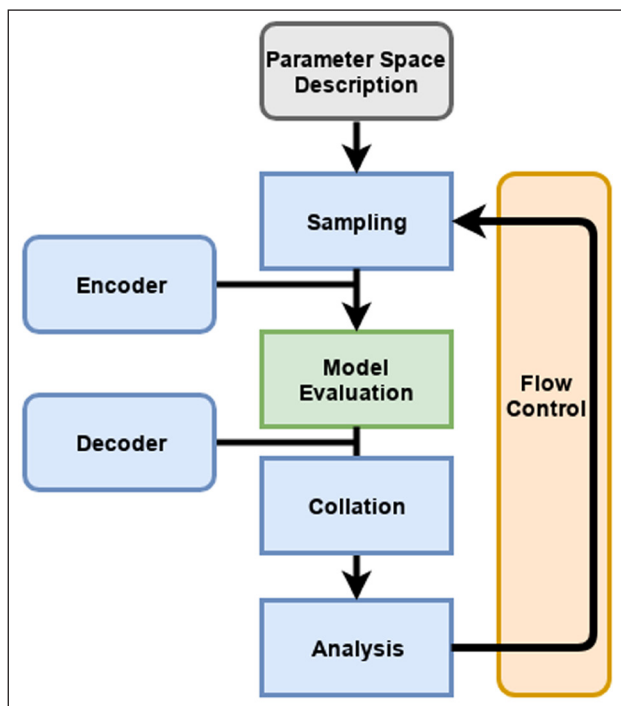 Parameter Space
Description
Sampling
Encoder
Model
Evaluation
Flow
Control
Decoder
Collation
Analysis